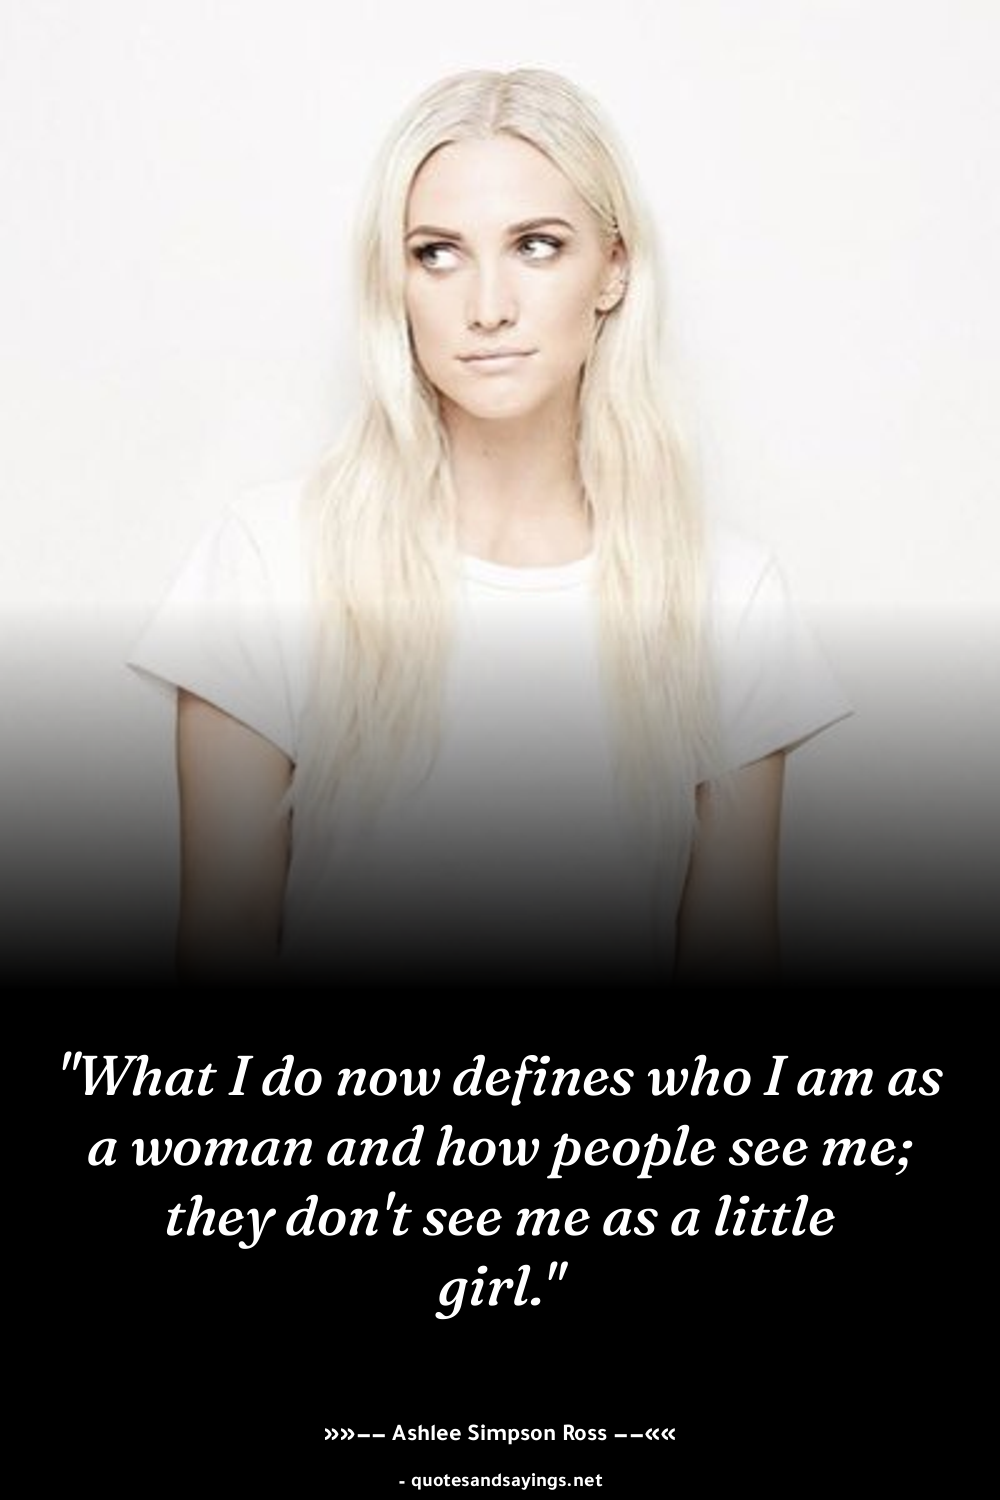 "What I do now defines who I am as
a woman and how people see me;
they don't see me as a little
girl."
»»–– Ashlee Simpson Ross ––««
- quotesandsayings.net